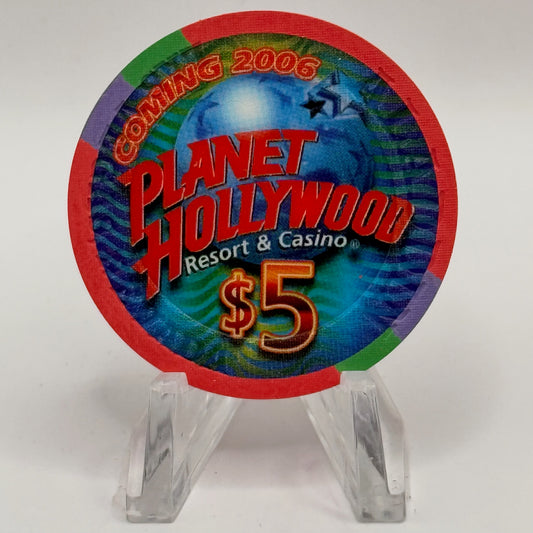 COMING 2006
PLANET
HOLLYWOOD
Resort & Casino®
$5